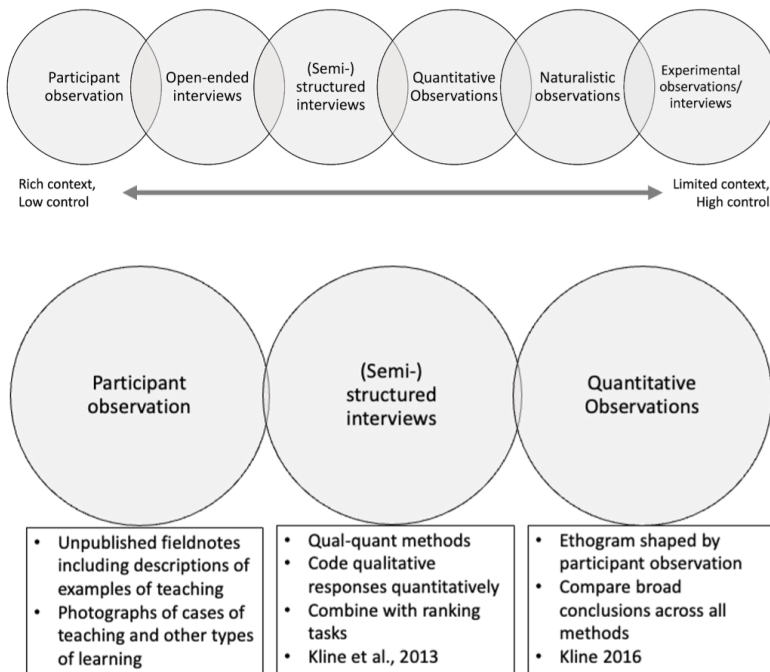 Participant
observation
Open-ended
interviews
(Semi-)
structured
interviews
Quantitative
Observations
Naturalistic
observations
Experimental
observations/
interviews
Rich context,
Low control
Limited context,
High control
Participant
observation
(Semi-)
structured
interviews
Quantitative
Observations
• Unpublished fieldnotes
including descriptions of
examples of teaching
• Photographs of cases of
teaching and other types
of learning
• Qual-quant methods
• Code qualitative
responses quantitatively
• Combine with ranking
tasks
• Kline et al., 2013
• Ethogram shaped by
participant observation
• Compare broad
conclusions across all
methods
• Kline 2016